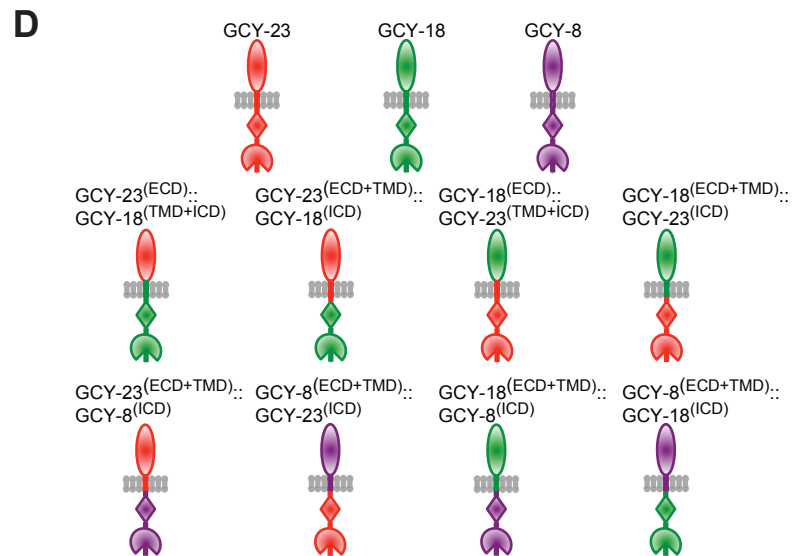 D
GCY-23
GCY-18
GCY-8
GCY-23(ECD)::
GCY-18(TMD+ICD)
GCY-23(ECD+TMD)::
GCY-18(ICD)
GCY-18(ECD)::
GCY-23(TMD+ICD)
GCY-18(ECD+TMD)::
GCY-23(ICD)
GCY-23(ECD+TMD)::
GCY-8(ICD)
GCY-8(ECD+TMD)::
GCY-23(ICD)
GCY-18(ECD+TMD)::
GCY-8(ICD)
GCY-8(ECD+TMD)::
GCY-18(ICD)